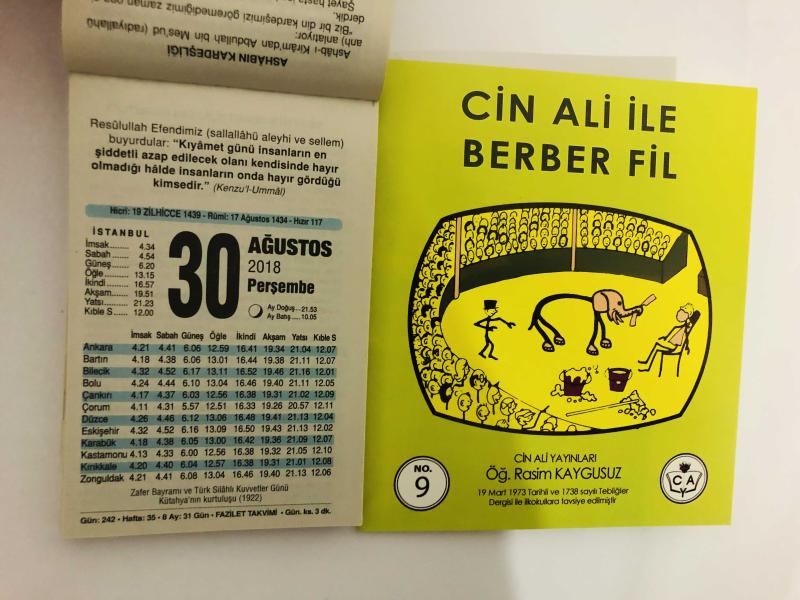 ASHÂBIN KARDEŞLİĞİ
Ashâb-ı Kirâm'dan Abdullah bin Mes'ud (radıyallâhü
anh) anlatıyor:
"Biz bir din kardeşimizi göremediğimiz zaman
derdik.
Şayet hasta
Resûlullah Efendimiz (sallallâhü aleyhi ve sellem)
buyurdular: "Kıyâmet günü insanların en
şiddetli azap edilecek olanı kendisinde hayır
olmadığı hâlde insanların onda hayır gördüğü
kimsedir." (Kenzu'l-Ummâl)
Hicri: 19 ZİLHİCCE 1439 - Rûmi: 17 Ağustos 1434 - Hızır 117
İSTANBUL
İmsak........ 4.34
Sabah ....... 4.54
Güneş....... 6.20
Öğle ......... 13.15
İkindi ........ 16.57
Akşam...... 19.51
Yatsı......... 21.23
Kıble S ..... 12.00
30
AĞUSTOS
2018
Perşembe
Ay Doğuş...21.53
Ay Batış.....10.05
İmsak Sabah Güneş Öğle İkindi Akşam Yatsı Kıble S
Ankara 4.21 4.41 6.06 12.59 16.41 19.34 21.04 12.07
Bartın 4.18 4.38 6.06 13.01 16.44 19.38 21.11 12.07
Bilecik 4.32 4.52 6.17 13.11 16.52 19.46 21.16 12.01
Bolu 4.24 4.44 6.10 13.04 16.46 19.40 21.11 12.05
Çankırı 4.17 4.37 6.03 12.56 16.38 19.31 21.02 12.09
Çorum 4.11 4.31 5.57 12.51 16.33 19.26 20.57 12.11
Düzce 4.26 4.46 6.12 13.06 16.48 19.41 21.13 12.04
Eskişehir 4.32 4.52 6.16 13.09 16.50 19.43 21.13 12.02
Karabük 4.18 4.38 6.05 13.00 16.42 19.36 21.09 12.07
Kastamonu 4.13 4.33 6.00 12.56 16.38 19.32 21.05 12.10
Kırıkkale 4.20 4.40 6.04 12.57 16.38 19.31 21.01 12.08
Zonguldak 4.21 4.41 6.08 13.04 16.46 19.40 21.13 12.06
Zafer Bayramı ve Türk Silâhlı Kuvvetler Günü
Kütahya'nın kurtuluşu (1922)
Gün: 242 - Hafta: 35 - 8 Ay: 31 Gün - FAZİLET TAKVİMİ - Gün. ks. 3 dk.
CİN ALİ İLE
BERBER FİL
CİN ALİ YAYINLARI
Öğ. Rasim KAYGUSUZ
19 Mart 1973 Tarihli ve 1738 sayılı Tebliğler
Dergisi ile ilkokullara tavsiye edilmiştir
NO.
9
C A Y